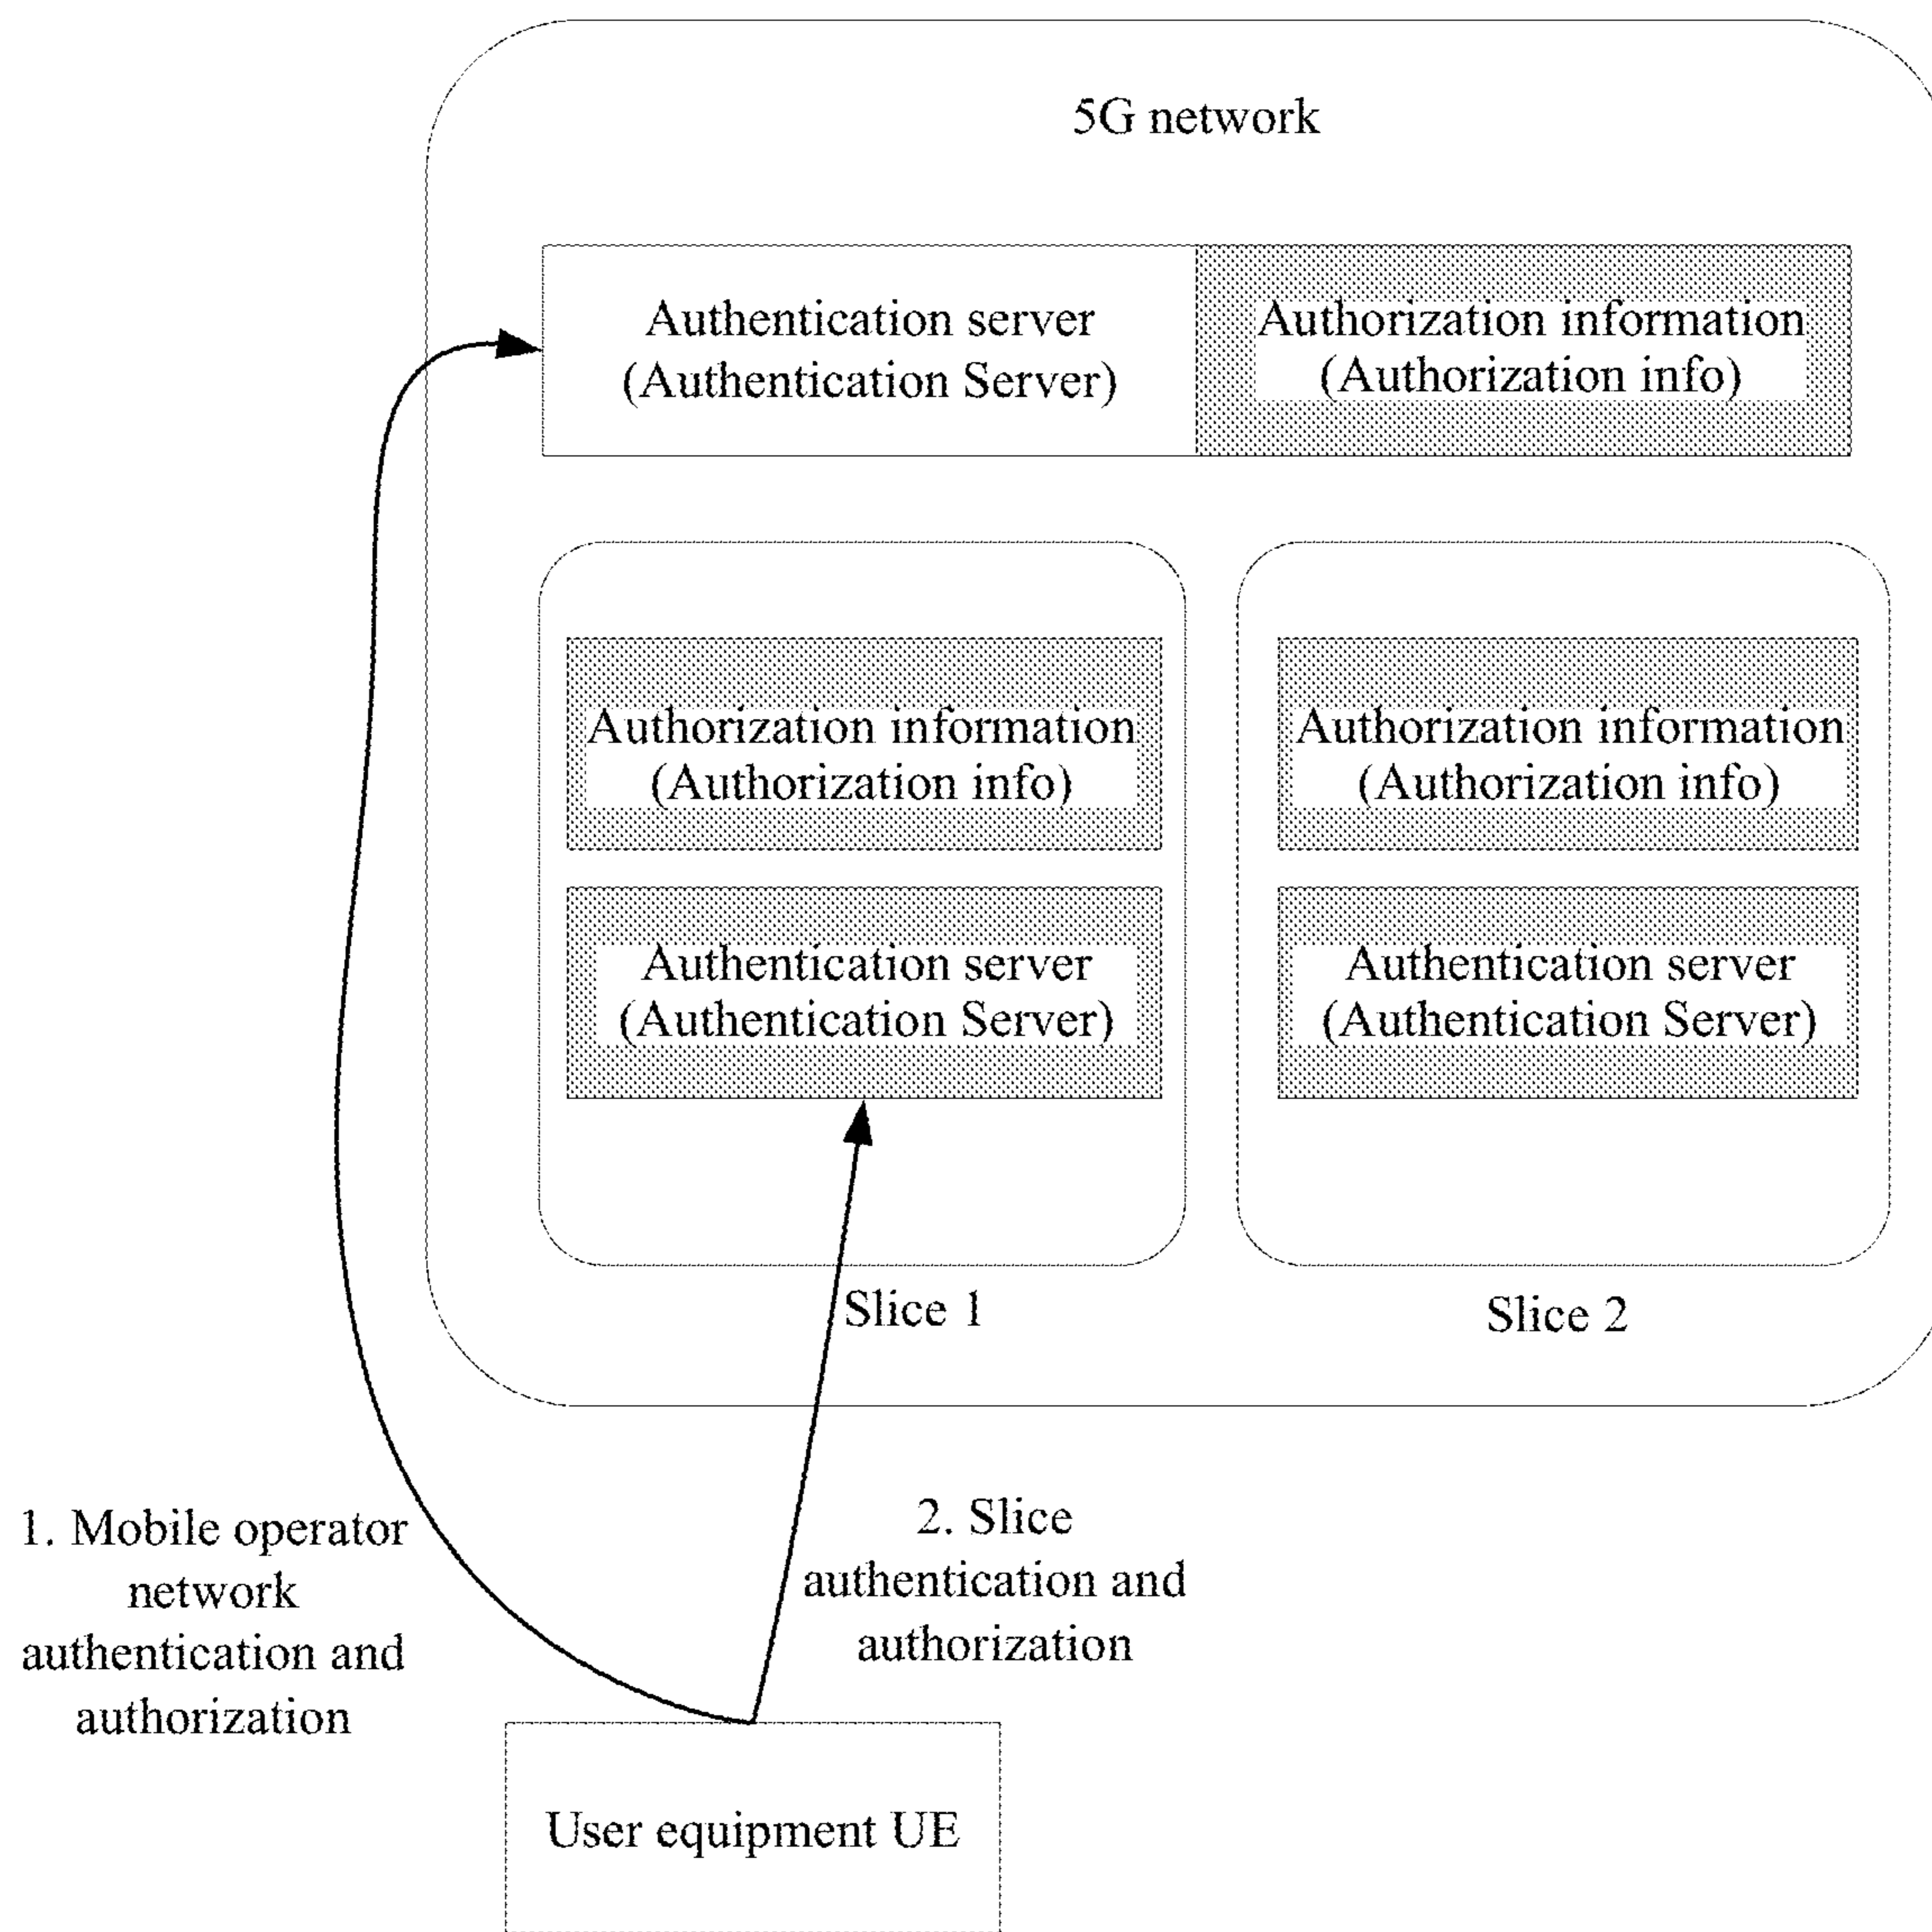 5G network
Authentication server
(Authentication Server)
Authorization information
(Authorization info)
Authorization information
(Authorization info)
Authentication server
(Authentication Server)
Slice 1
Authorization information
(Authorization info)
Authentication server
(Authentication Server)
Slice 2
1. Mobile operator
network
authentication and
authorization
2. Slice
authentication and
authorization
User equipment UE